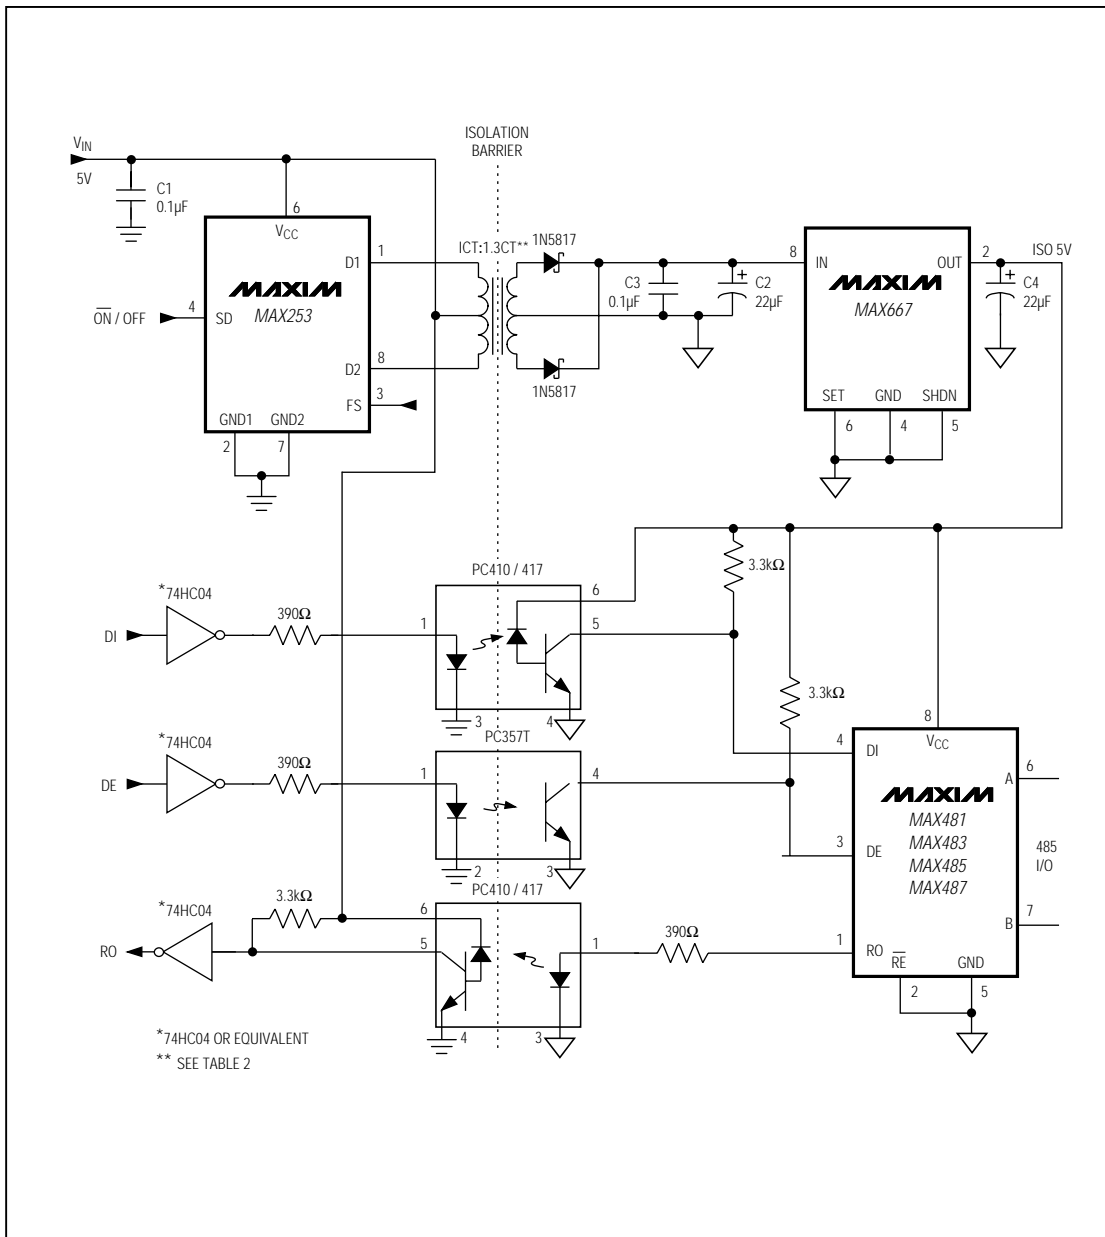 ISOLATION
BARRIER
VIN
5V
C1
0.1µF
6
VCC
D1
1
MAXIM
MAX253
4
ON / OFF
SD
D2
8
FS
3
GND1
GND2
2
7
ICT:1.3CT**
1N5817
1N5817
C3
0.1µF
+
C2
22µF
8
IN
OUT
2
ISO 5V
MAXIM
MAX667
+
C4
22µF
SET
GND
SHDN
6
4
5
PC410 / 417
*74HC04
390Ω
DI
1
6
5
3
4
3.3kΩ
3.3kΩ
PC357T
*74HC04
390Ω
DE
1
4
2
3
PC410 / 417
*74HC04
3.3kΩ
RO
6
5
1
390Ω
4
3
8
VCC
4
DI
A
6
MAXIM
MAX481
MAX483
MAX485
MAX487
3
DE
485
I/O
B
7
1
RO
RE
GND
2
5
*74HC04 OR EQUIVALENT
** SEE TABLE 2